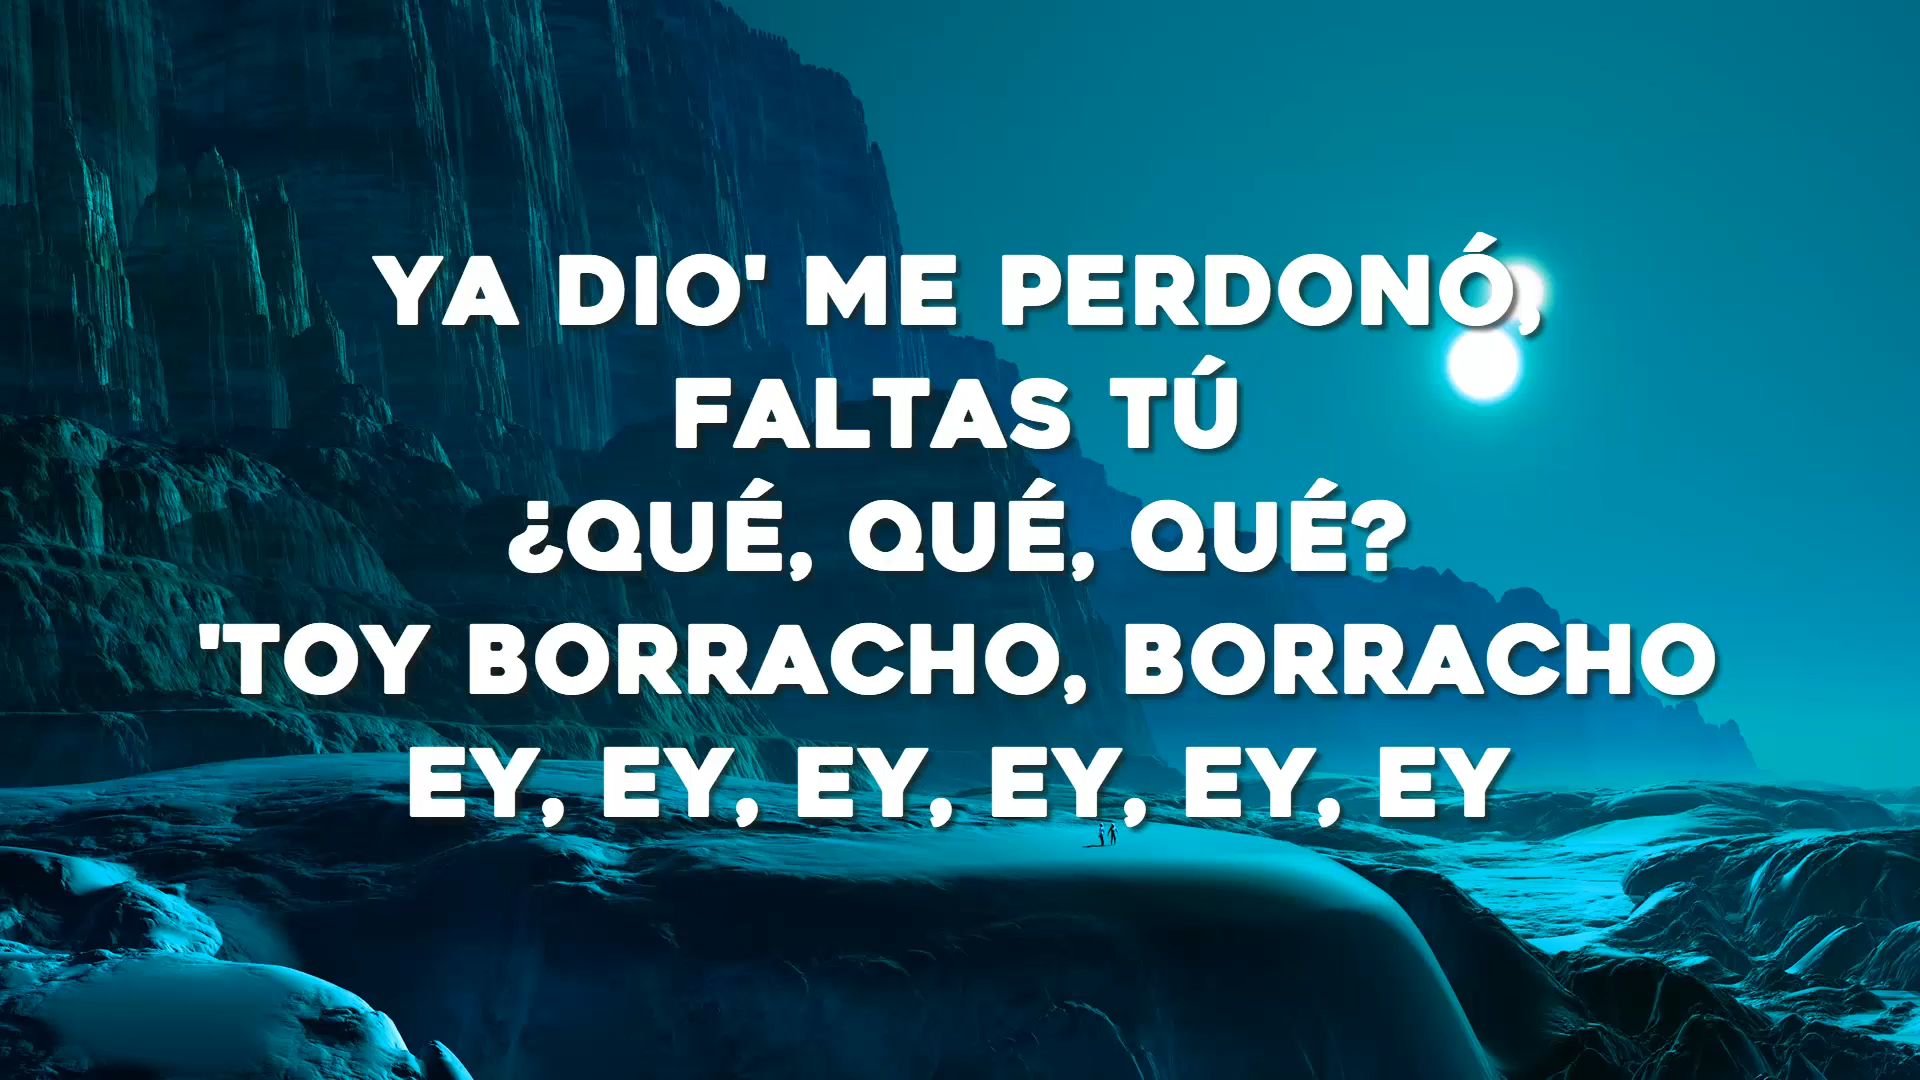 YA DIO' ME PERDONÓ,
FALTAS TÚ
¿QUÉ, QUÉ, QUÉ?
'TOY BORRACHO, BORRACHO
EY, EY, EY, EY, EY, EY